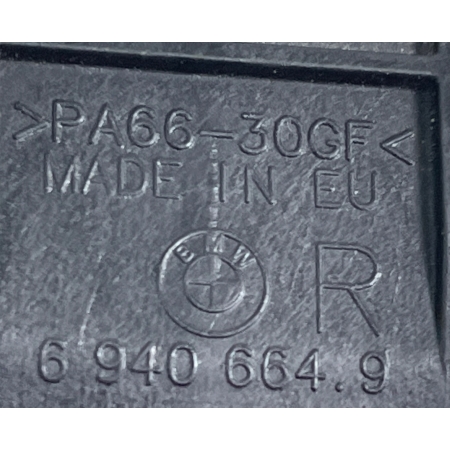 >PA66-30GF<
MADE IN EU
BMW R
6 940 664.9